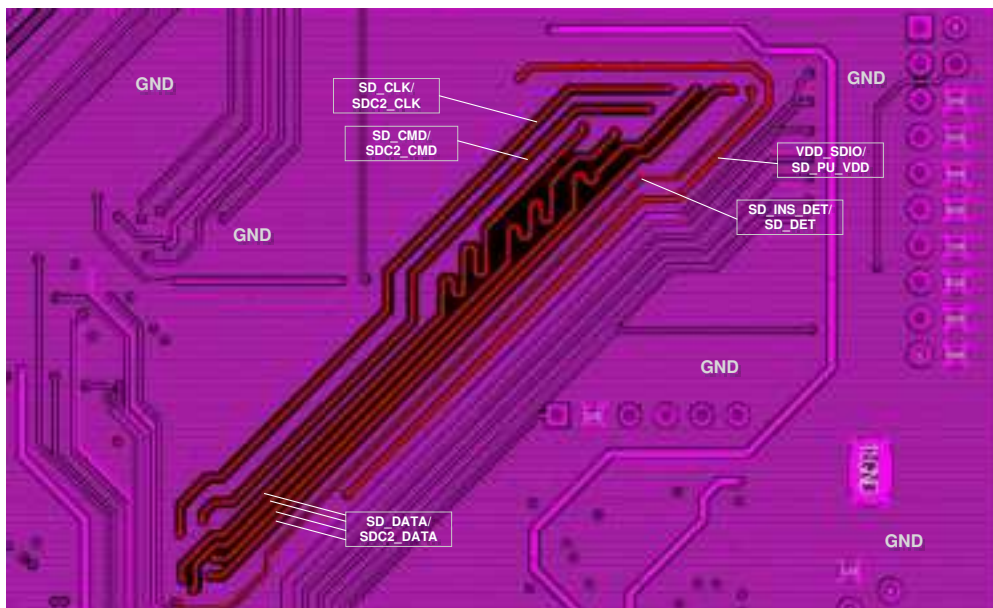 GND
GND
SD_CLK/
SDC2_CLK
SD_CMD/
SDC2_CMD
VDD_SDIO/
SD_PU_VDD
SD_INS_DET/
SD_DET
GND
GND
SD_DATA/
SDC2_DATA
GND